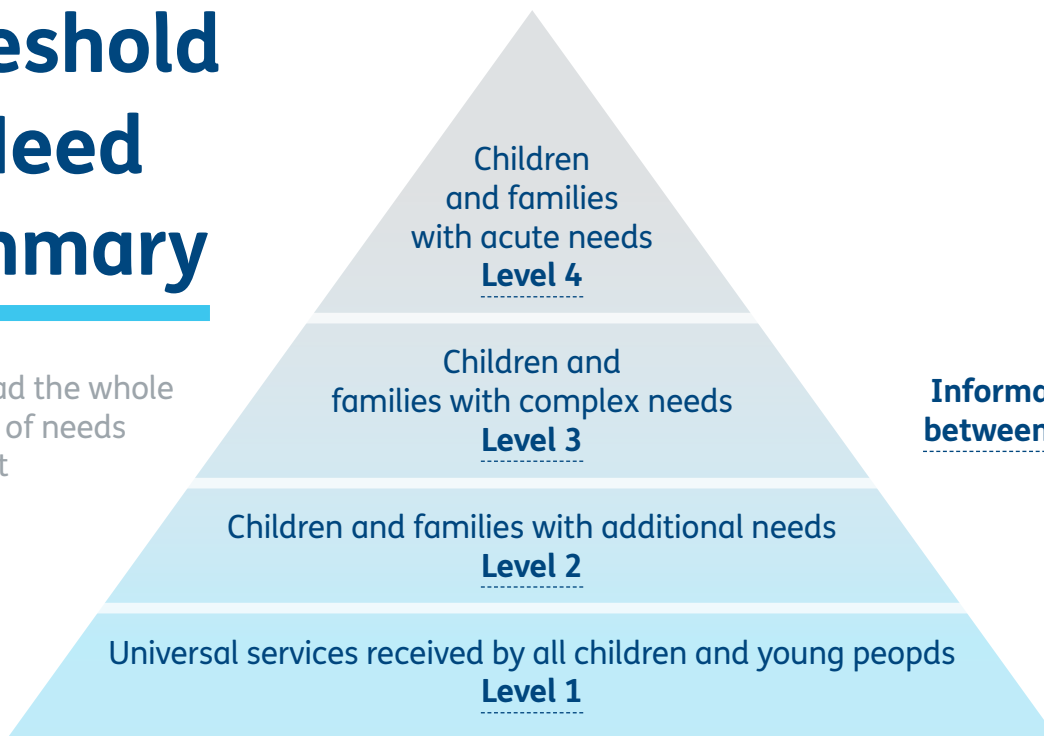 eshold
Need
mmary
ad the whole
of needs
t
Children
and families
with acute needs
Level 4
Children and
families with complex needs
Level 3
Children and families with additional needs
Level 2
Universal services received by all children and young peopds
Level 1
Informa
between